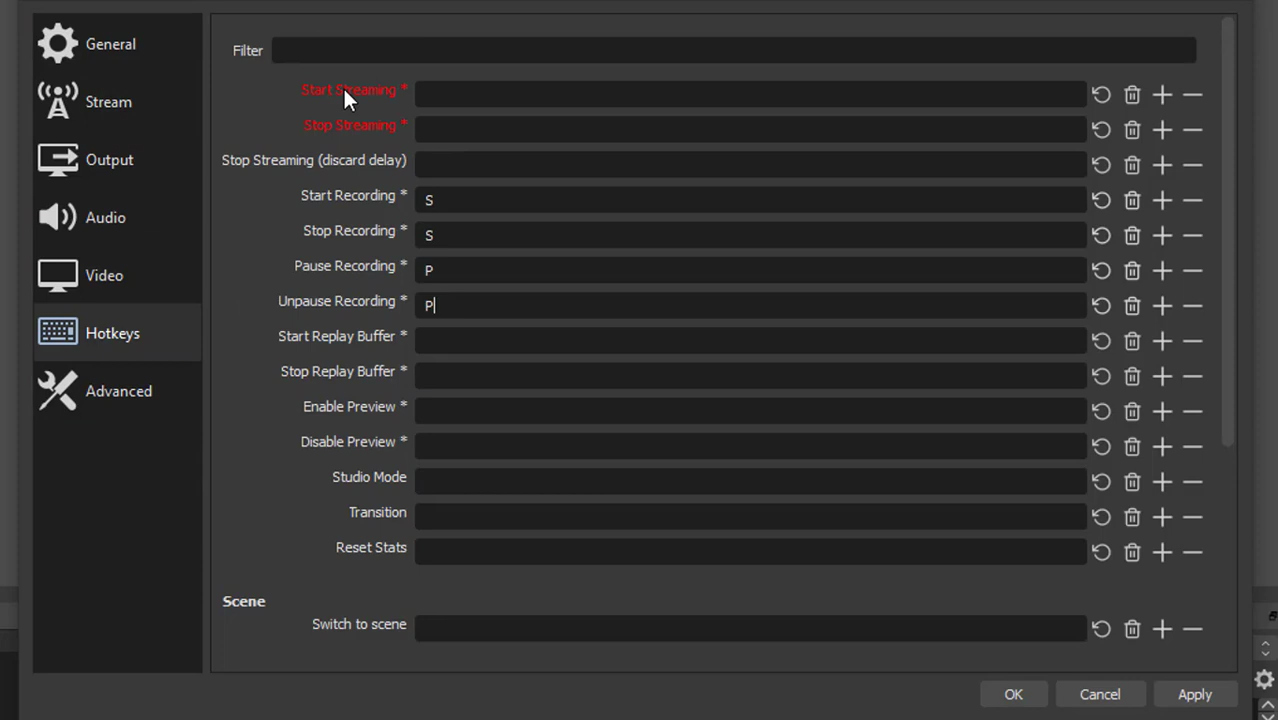 General
Stream
Output
Audio
Video
Hotkeys
Advanced
Filter
Start Streaming *
Stop Streaming *
Stop Streaming (discard delay)
Start Recording * S
Stop Recording * S
Pause Recording * P
Unpause Recording * P
Start Replay Buffer *
Stop Replay Buffer *
Enable Preview *
Disable Preview *
Studio Mode
Transition
Reset Stats
Scene
Switch to scene
OK Cancel Apply